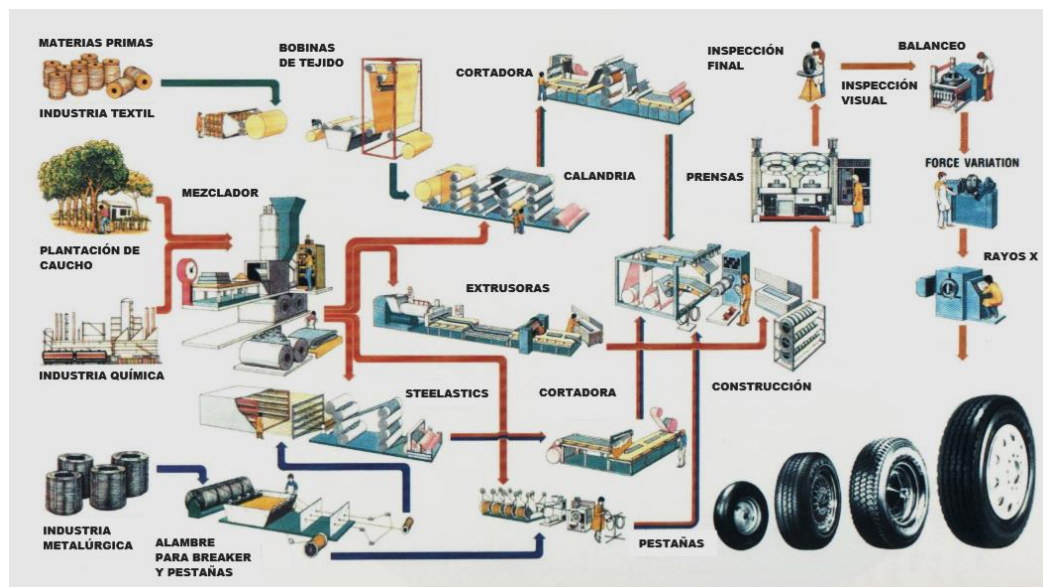 MATERIAS PRIMAS
INDUSTRIA TEXTIL
BOBINAS
DE TEJIDO
CORTADORA
INSPECCIÓN
FINAL
BALANCEO
INSPECCIÓN
VISUAL
PLANTACIÓN DE
CAUCHO
MEZCLADOR
CALANDRIA
PRENSAS
FORCE VARIATION
RAYOS X
INDUSTRIA QUÍMICA
EXTRUSORAS
STEELASTICS
CORTADORA
CONSTRUCCIÓN
INDUSTRIA
METALÚRGICA
ALAMBRE
PARA BREAKER
Y PESTAÑAS
PESTAÑAS